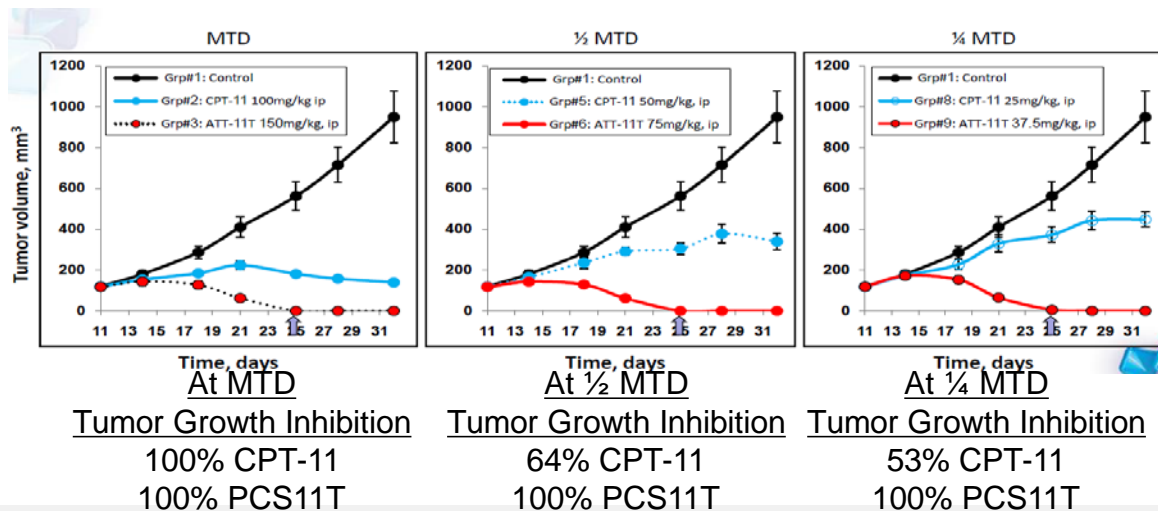 MTD
½ MTD
¼ MTD
Tumor volume, mm³
1200
1000
800
600
400
200
0
Grp#1: Control
Grp#2: CPT-11 100mg/kg ip
Grp#3: ATT-11T 150mg/kg, ip
11 13 15 17 19 21 23 25 27 29 31
Time, days
1200
1000
800
600
400
200
0
Grp#1: Control
Grp#5: CPT-11 50mg/kg, ip
Grp#6: ATT-11T 75mg/kg, ip
11 13 15 17 19 21 23 25 27 29 31
Time, days
1200
1000
800
600
400
200
0
Grp#1: Control
Grp#8: CPT-11 25mg/kg, ip
Grp#9: ATT-11T 37.5mg/kg, ip
11 13 15 17 19 21 23 25 27 29 31
Time, days
At MTD
Tumor Growth Inhibition
100% CPT-11
100% PCS11T
At ½ MTD
Tumor Growth Inhibition
64% CPT-11
100% PCS11T
At ¼ MTD
Tumor Growth Inhibition
53% CPT-11
100% PCS11T